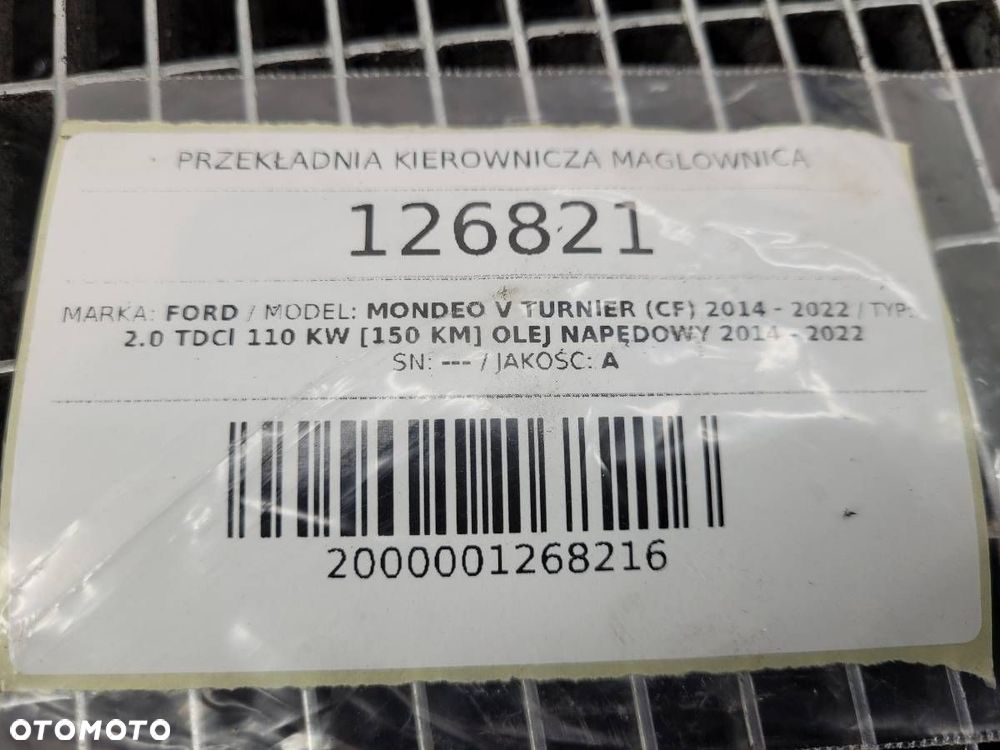 PRZEKŁADNIA KIEROWNICZA MAGLOWNICA
126821
MARKA: FORD / MODEL: MONDEO V TURNIER (CF) 2014 - 2022 / TYP:
2.0 TDCI 110 KW [150 KM] OLEJ NAPĘDOWY 2014 - 2022
SN: --- / JAKOŚĆ: A
2000001268216
OTOMOTO